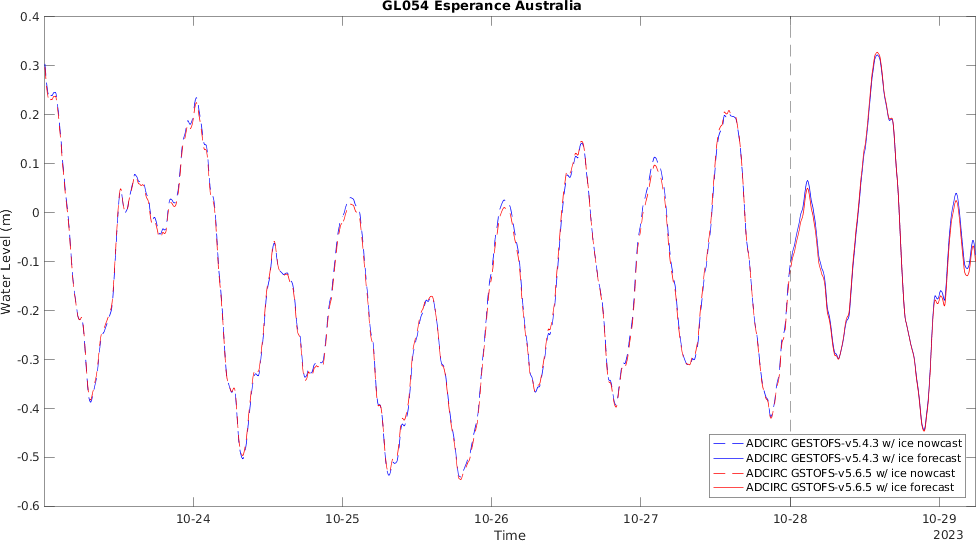 GL054 Esperance Australia
0.4
0.3
0.2
0.1
0
-0.1
-0.2
-0.3
-0.4
-0.5
-0.6
Water Level (m)
10-24
10-25
10-26
10-27
10-28
10-29
Time
2023
ADCIRC GESTOFS-v5.4.3 w/ ice nowcast
ADCIRC GESTOFS-v5.4.3 w/ ice forecast
ADCIRC GSTOFS-v5.6.5 w/ ice nowcast
ADCIRC GSTOFS-v5.6.5 w/ ice forecast